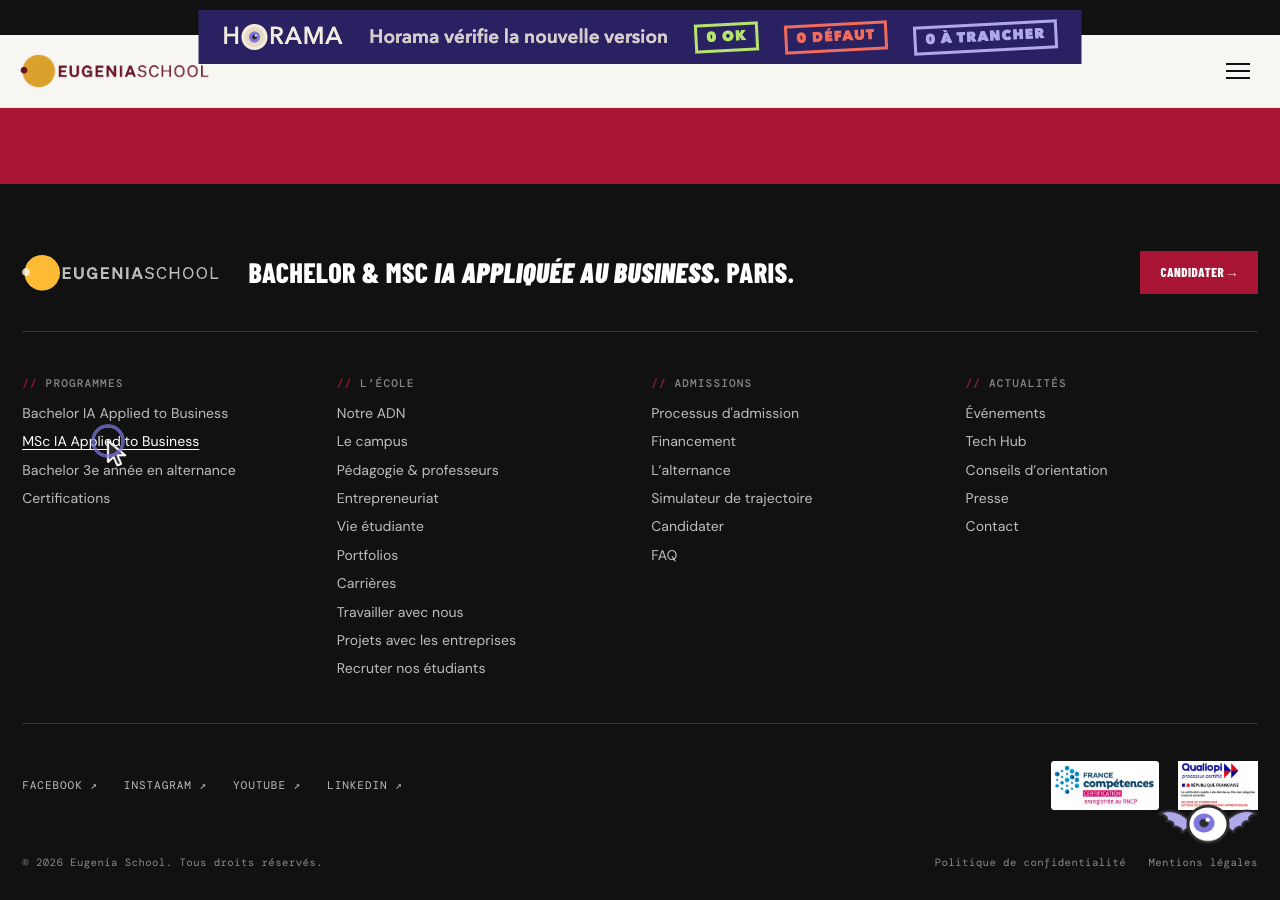 HORAMA Horama vérifie la nouvelle version 0 OK 0 DÉFAUT 0 À TRANCHER
EUGENIASCHOOL
EUGENIASCHOOL BACHELOR & MSC IA APPLIQUÉE AU BUSINESS. PARIS. CANDIDATER→
// PROGRAMMES
Bachelor IA Applied to Business
MSc IA Applied to Business
Bachelor 3e année en alternance
Certifications
// L’ÉCOLE
Notre ADN
Le campus
Pédagogie & professeurs
Entrepreneuriat
Vie étudiante
Portfolios
Carrières
Travailler avec nous
Projets avec les entreprises
Recruter nos étudiants
// ADMISSIONS
Processus d'admission
Financement
L’alternance
Simulateur de trajectoire
Candidater
FAQ
// ACTUALITÉS
Événements
Tech Hub
Conseils d’orientation
Presse
Contact
FACEBOOK ↗ INSTAGRAM ↗ YOUTUBE ↗ LINKEDIN ↗
FRANCE
compétences
CERTIFICATION
enregistrée au RNCP
Qualiopi
processus certifié
RÉPUBLIQUE FRANÇAISE
© 2026 Eugenia School. Tous droits réservés.
Politique de confidentialité Mentions légales